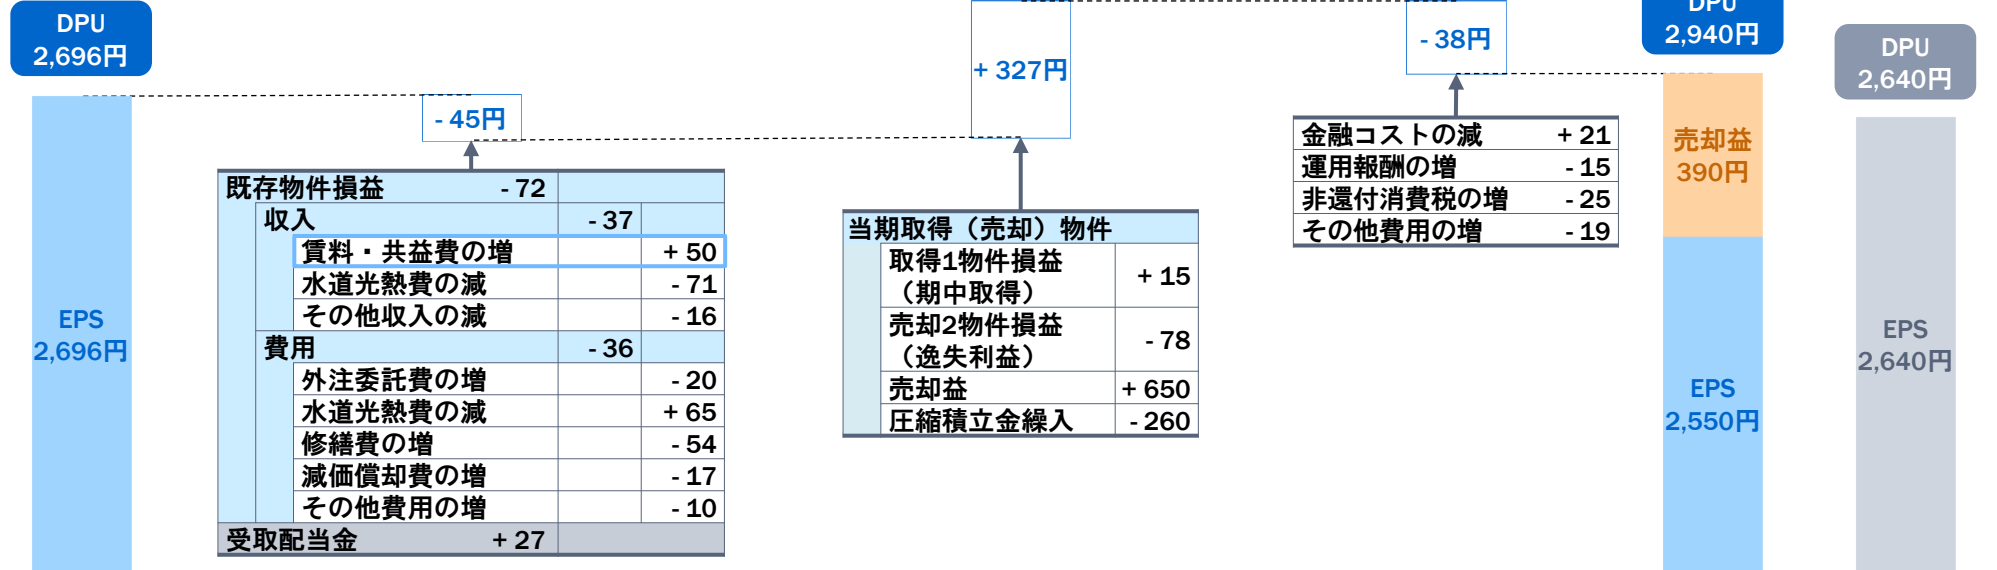 DPU
2,696円
EPS
2,696円
- 45円
既存物件損益 - 72
収入 - 37
賃料・共益費の増 + 50
水道光熱費の減 - 71
その他収入の減 - 16
費用 - 36
外注委託費の増 - 20
水道光熱費の減 + 65
修繕費の増 - 54
減価償却費の増 - 17
その他費用の増 - 10
受取配当金 + 27
+ 327円
当期取得（売却）物件
取得1物件損益
（期中取得） + 15
売却2物件損益
（逸失利益） - 78
売却益 + 650
圧縮積立金繰入 - 260
- 38円
金融コストの減 + 21
運用報酬の増 - 15
非還付消費税の増 - 25
その他費用の増 - 19
DPU
2,940円
売却益
390円
EPS
2,550円
DPU
2,640円
EPS
2,640円